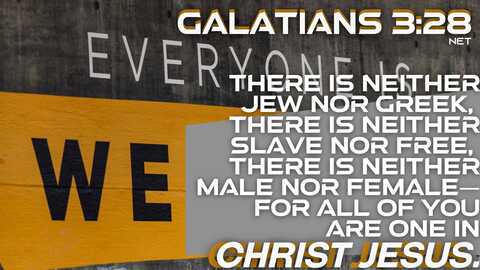 GALATIANS 3:28
NET
EVERYONE IS
WE
THERE IS NEITHER
JEW NOR GREEK,
THERE IS NEITHER
SLAVE NOR FREE,
THERE IS NEITHER
MALE NOR FEMALE—
FOR ALL OF YOU
ARE ONE IN
CHRIST JESUS.